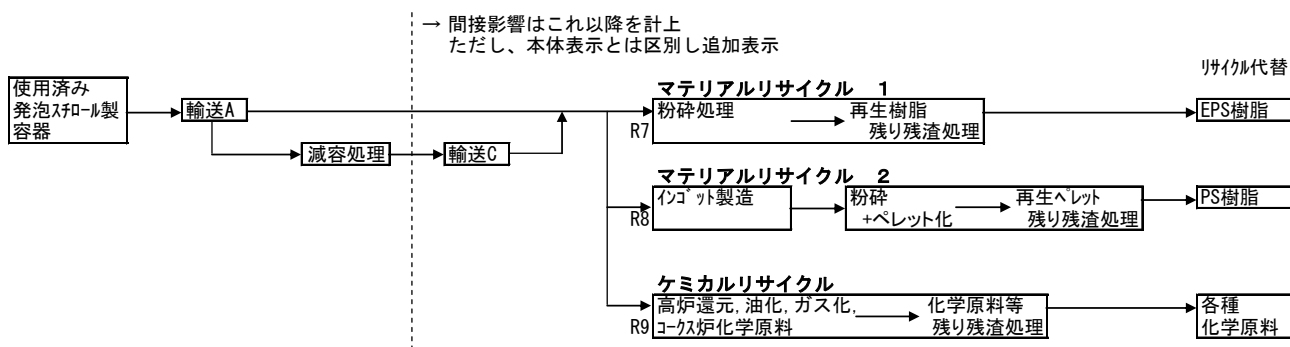 → 間接影響はこれ以降を計上
ただし、本体表示とは区別し追加表示
ﾘｻｲｸﾙ代替
使用済み
発泡ｽﾁﾛｰﾙ製
容器
輸送A
減容処理
輸送C
マテリアルリサイクル 1
R7
粉砕処理
再生樹脂
残り残渣処理
EPS樹脂
マテリアルリサイクル 2
R8
ｲﾝｺﾞｯﾄ製造
粉砕
+ペレット化
再生ペレット
残り残渣処理
PS樹脂
ケミカルリサイクル
R9
高炉還元, 油化, ガス化,
ｺｰｸｽ炉化学原料
化学原料等
残り残渣処理
各種
化学原料